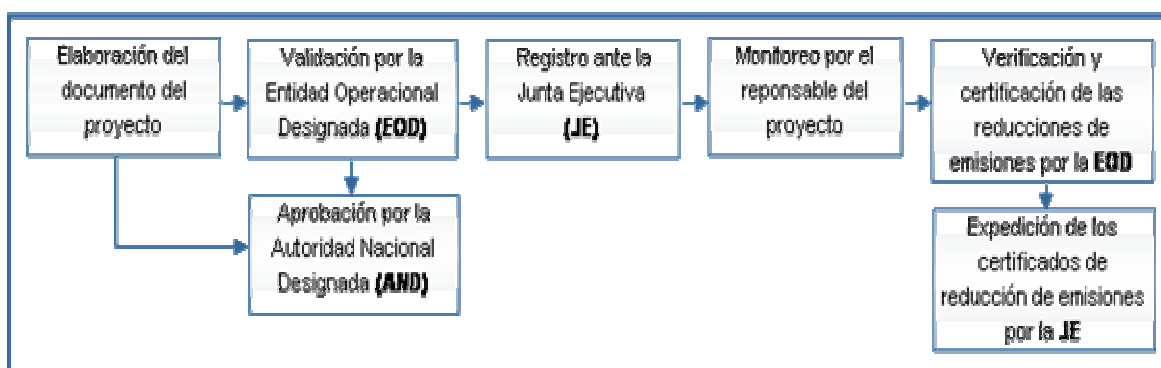 Elaboración del
documento del
proyecto
Validación por la
Entidad Operacional
Designada (EOD)
Registro ante la
Junta Ejecutiva
(JE)
Monitoreo por el
reponsable del
proyecto
Verificación y
certificación de las
reducciones de
emisiones por la EOD
Aprobación por la
Autoridad Nacional
Designada (AND)
Expedición de los
certificados de
reducción de emisiones
por la JE